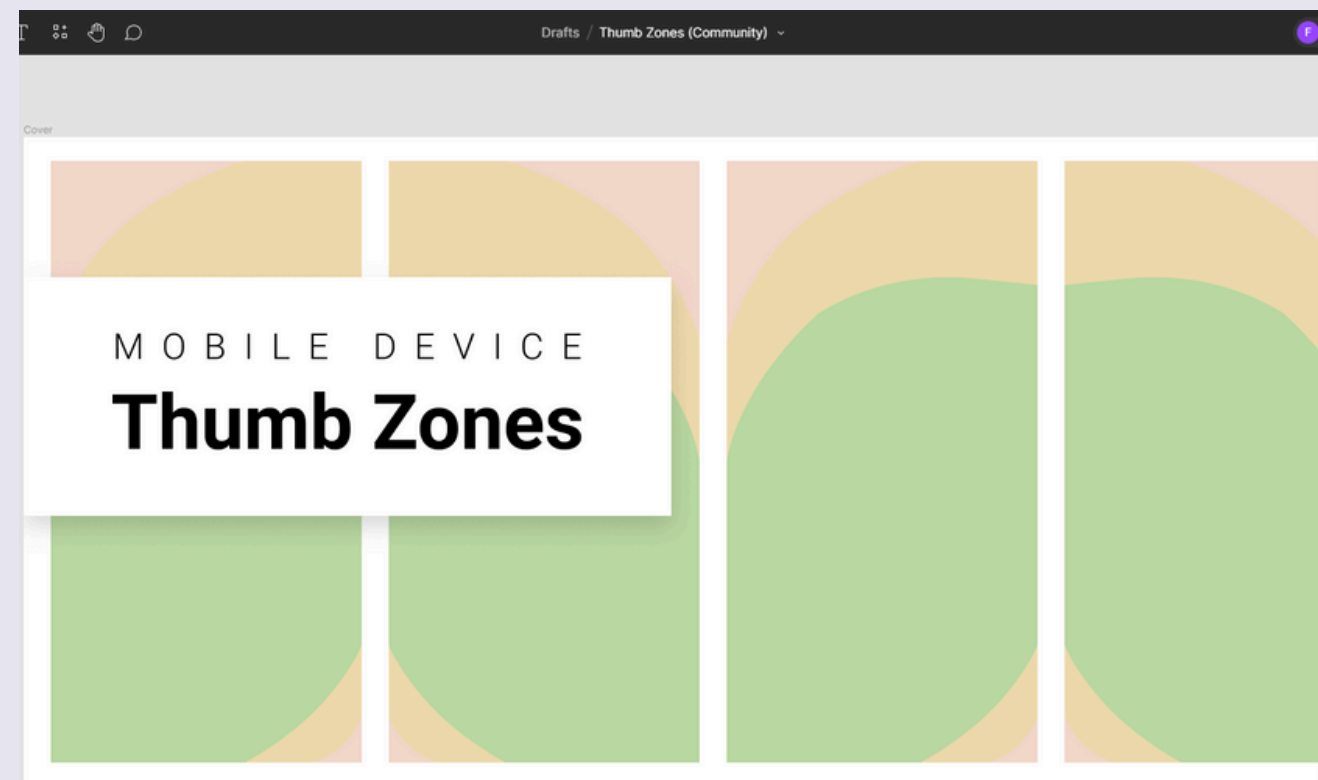 Drafts / Thumb Zones (Community)
F
Cover
MOBILE DEVICE
Thumb Zones